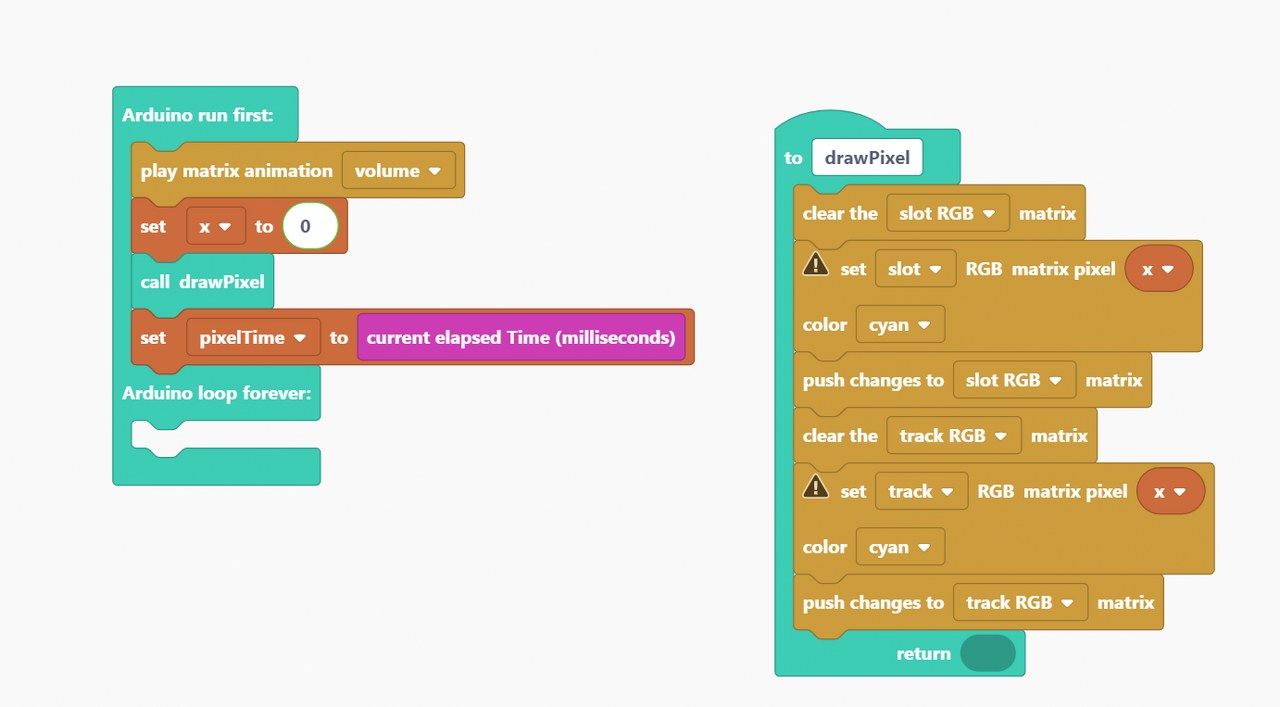 Arduino run first:
play matrix animation volume
set x to 0
call drawPixel
set pixelTime to current elapsed Time (milliseconds)
Arduino loop forever:
to drawPixel
clear the slot RGB matrix
set slot RGB matrix pixel x
color cyan
push changes to slot RGB matrix
clear the track RGB matrix
set track RGB matrix pixel x
color cyan
push changes to track RGB matrix
return